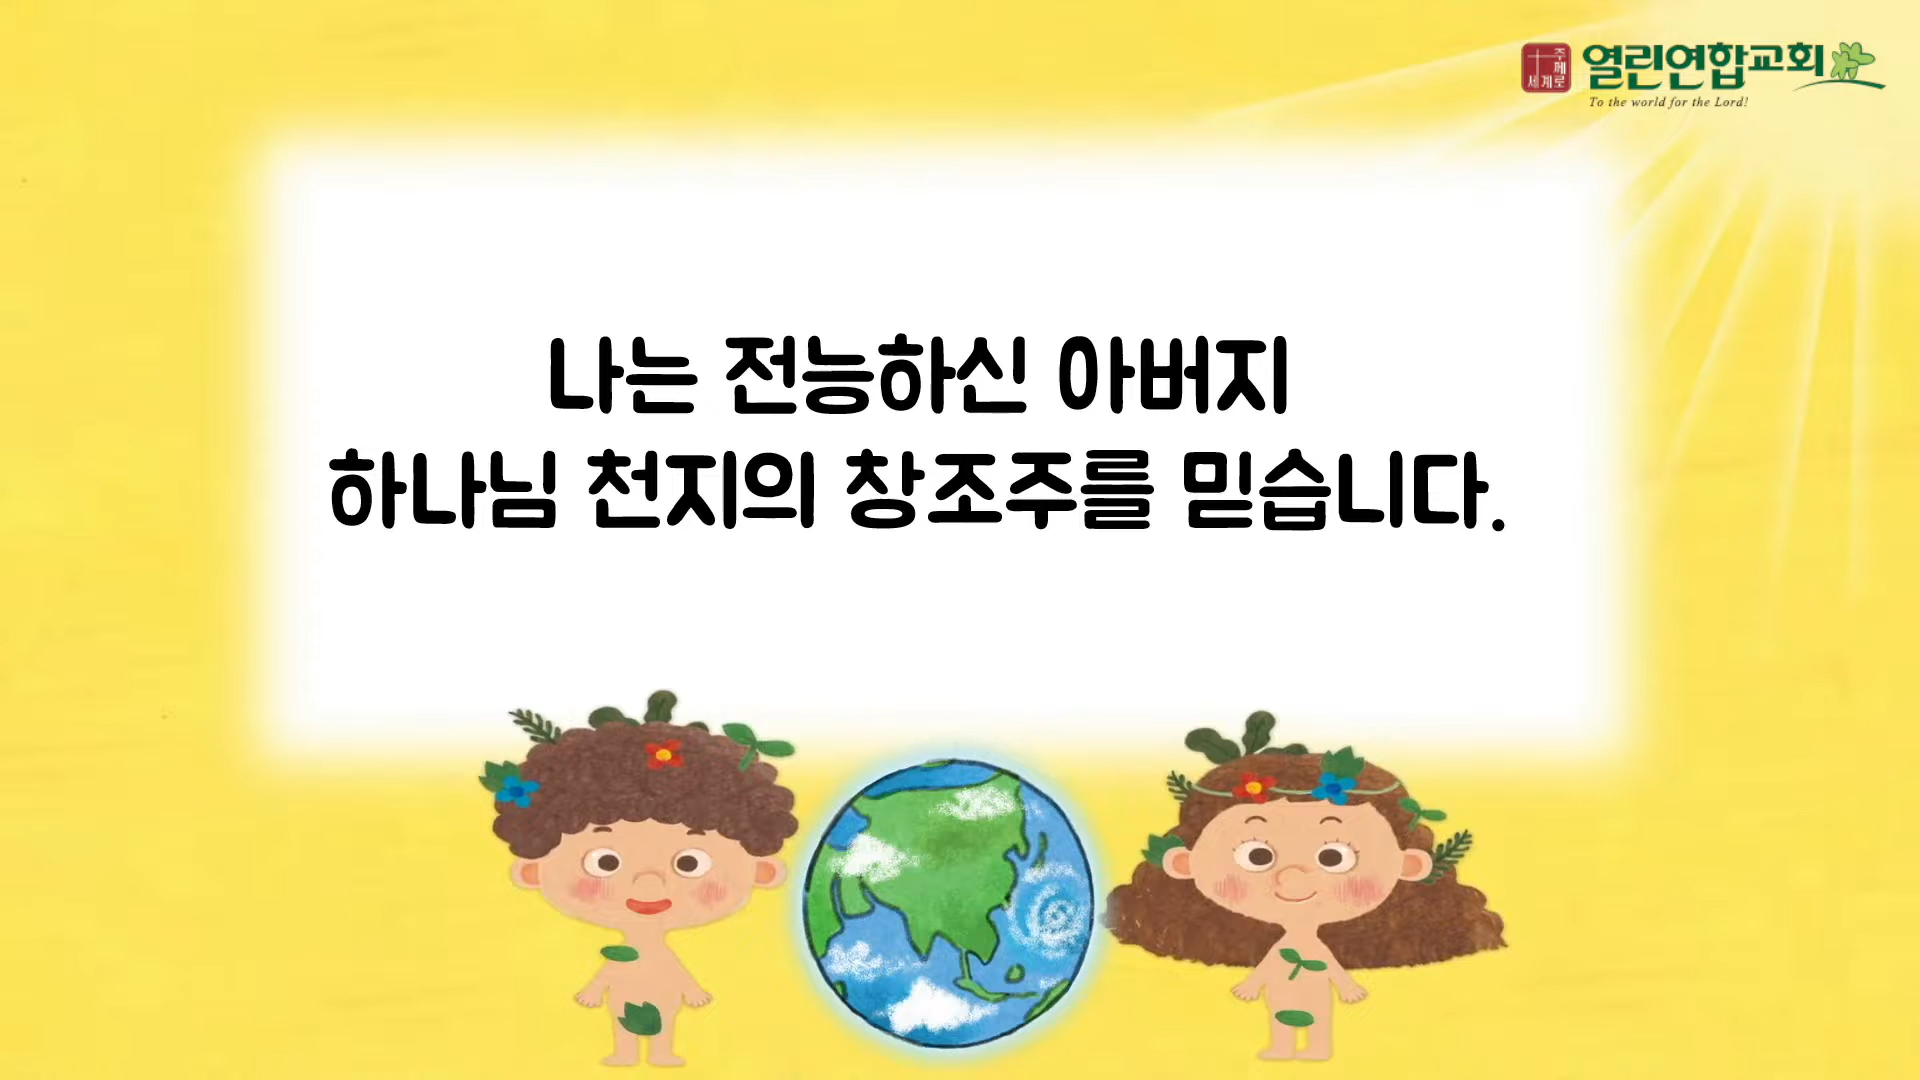 주께로
세계로
열린연합교회
To the world for the Lord!
나는 전능하신 아버지
하나님 천지의 창조주를 믿습니다.